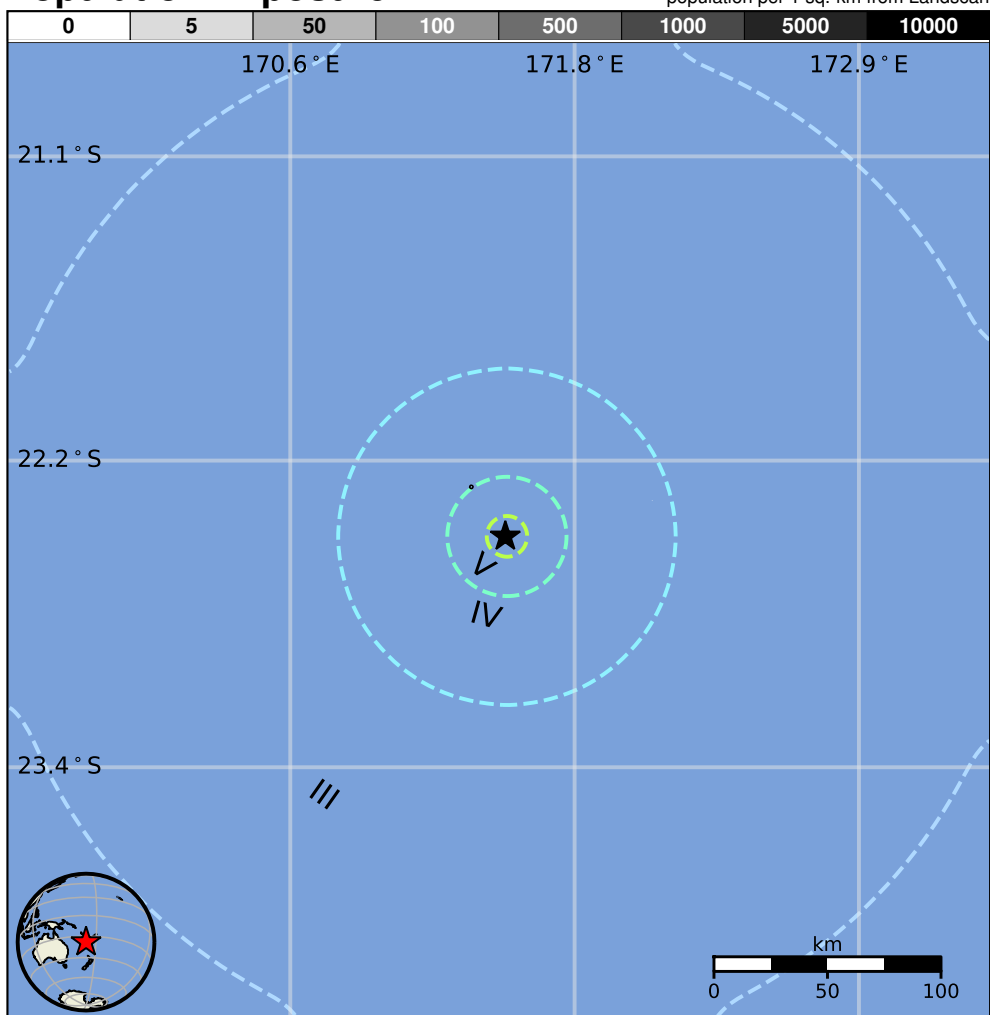 population per 1 sq. km from Landscan
0 5 50 100 500 1000 5000 10000
170.6°E 171.8°E 172.9°E
21.1°S
22.2°S
V
IV
23.4°S
III
km
0 50 100